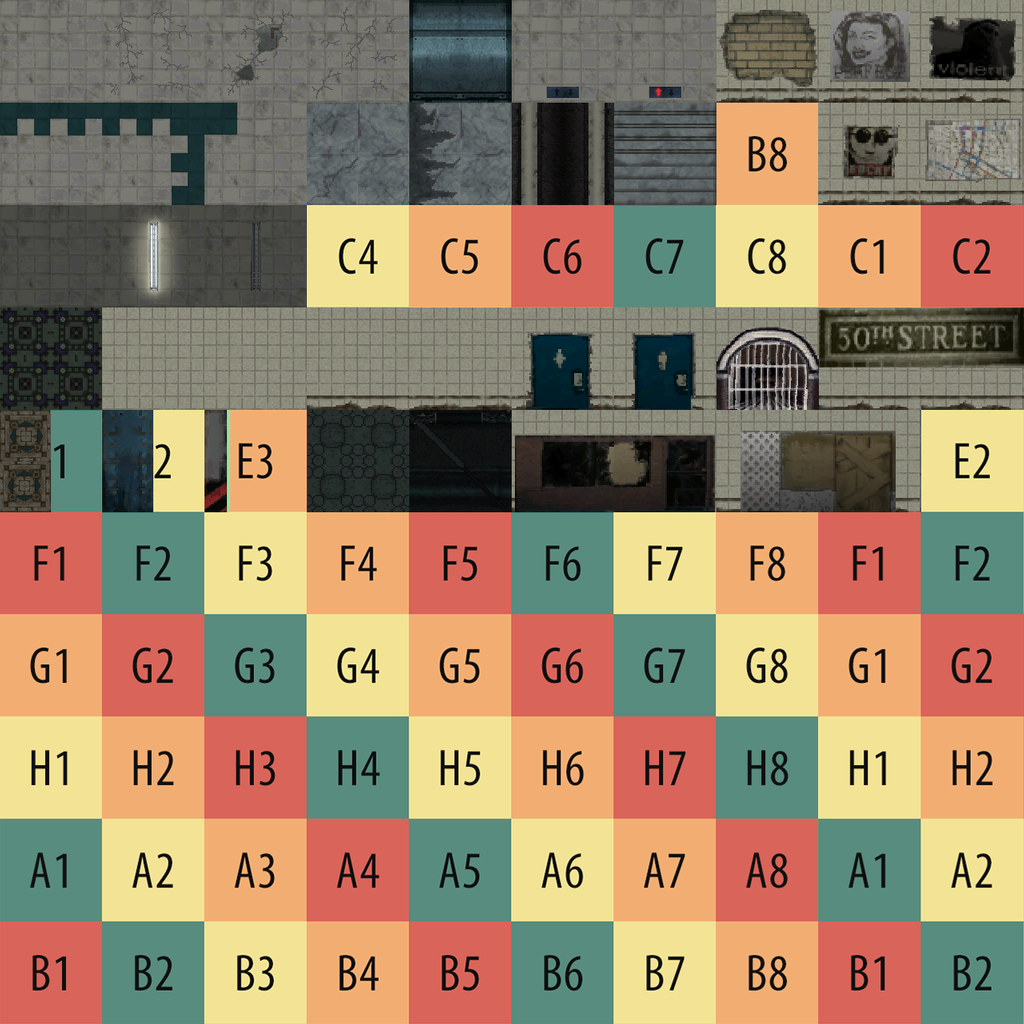 violent
B8
C4 C5 C6 C7 C8 C1 C2
50TH STREET
1 2 E3 E2
F1 F2 F3 F4 F5 F6 F7 F8 F1 F2
G1 G2 G3 G4 G5 G6 G7 G8 G1 G2
H1 H2 H3 H4 H5 H6 H7 H8 H1 H2
A1 A2 A3 A4 A5 A6 A7 A8 A1 A2
B1 B2 B3 B4 B5 B6 B7 B8 B1 B2